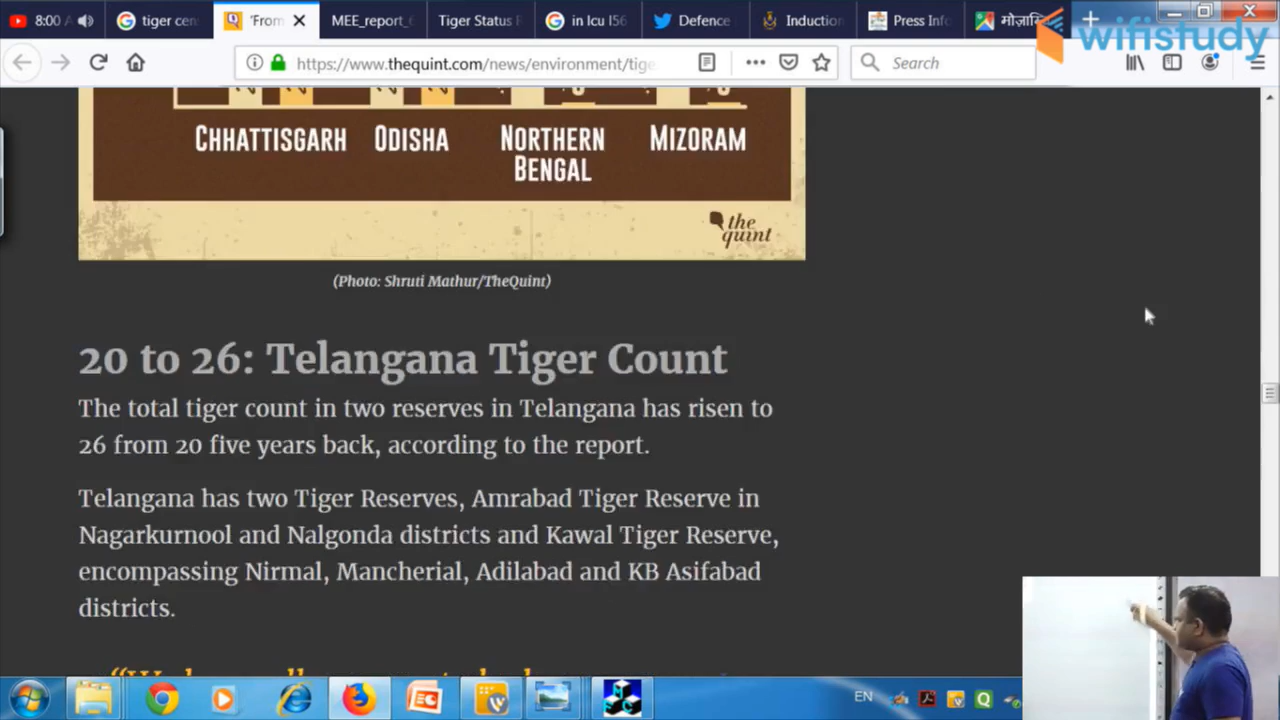 8:00 A
tiger cen
'From
MEE_report_6
Tiger Status R
in Icu I56
Defence
Induction
Press Info
wifistudy
https://www.thequint.com/news/environment/tige
Search
CHHATTISGARH
ODISHA
NORTHERN
BENGAL
MIZORAM
the
quint
(Photo: Shruti Mathur/TheQuint)
20 to 26: Telangana Tiger Count
The total tiger count in two reserves in Telangana has risen to
26 from 20 five years back, according to the report.
Telangana has two Tiger Reserves, Amrabad Tiger Reserve in
Nagarkurnool and Nalgonda districts and Kawal Tiger Reserve,
encompassing Nirmal, Mancherial, Adilabad and KB Asifabad
districts.
EN